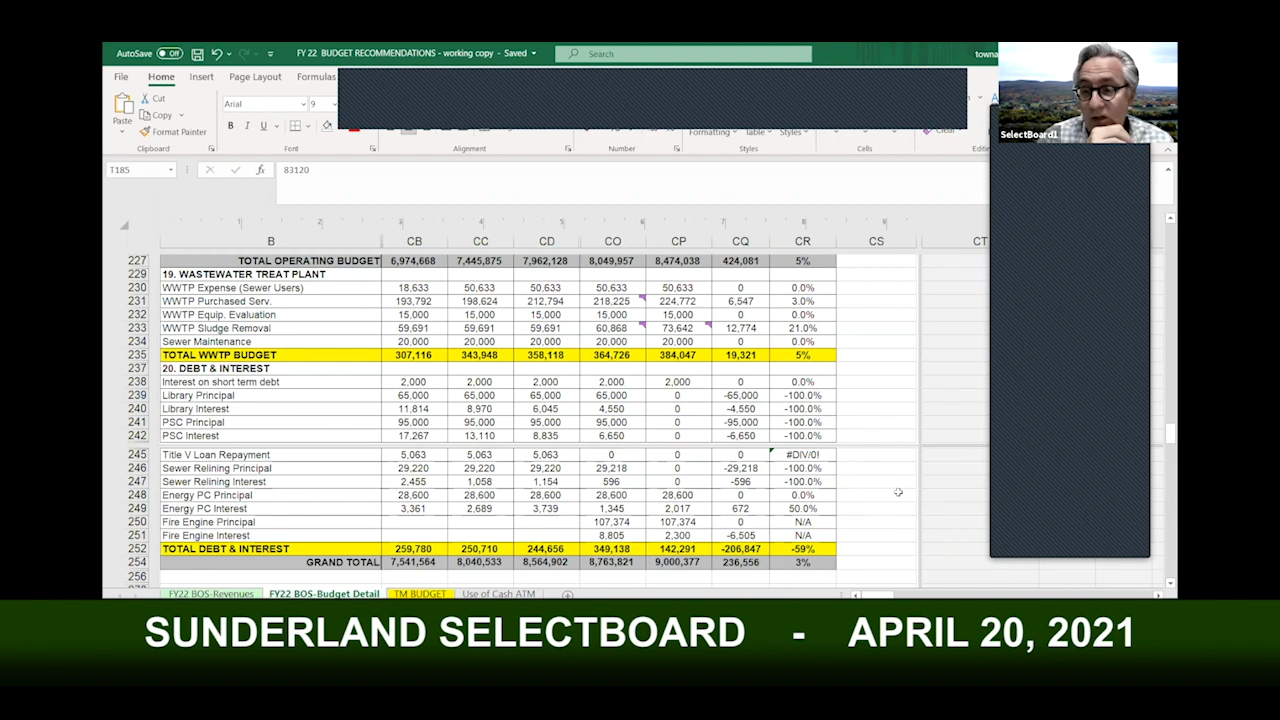 AutoSave Off FY 22 BUDGET RECOMMENDATIONS - working copy - Saved Search
File Home Insert Page Layout Formulas
Cut
Copy
Format Painter
Paste
Arial 9
B I U
Formatting Table Styles Clear
Clipboard Font Alignment Number Styles Cells
T185 fx 83120
SelectBoard1
1 2 3 4 5 6 7 8 9
B CB CC CD CO CP CQ CR CS CT
227 TOTAL OPERATING BUDGET 6,974,668 7,445,875 7,962,128 8,049,957 8,474,038 424,081 5%
229 19. WASTEWATER TREAT PLANT
230 WWTP Expense (Sewer Users) 18,633 50,633 50,633 50,633 50,633 0 0.0%
231 WWTP Purchased Serv. 193,792 198,624 212,794 218,225 224,772 6,547 3.0%
232 WWTP Equip. Evaluation 15,000 15,000 15,000 15,000 15,000 0 0.0%
233 WWTP Sludge Removal 59,691 59,691 59,691 60,868 73,642 12,774 21.0%
234 Sewer Maintenance 20,000 20,000 20,000 20,000 20,000 0 0.0%
235 TOTAL WWTP BUDGET 307,116 343,948 358,118 364,726 384,047 19,321 5%
237 20. DEBT & INTEREST
238 Interest on short term debt 2,000 2,000 2,000 2,000 2,000 0 0.0%
239 Library Principal 65,000 65,000 65,000 65,000 0 -65,000 -100.0%
240 Library Interest 11,814 8,970 6,045 4,550 0 -4,550 -100.0%
241 PSC Principal 95,000 95,000 95,000 95,000 0 -95,000 -100.0%
242 PSC Interest 17,267 13,110 8,835 6,650 0 -6,650 -100.0%
245 Title V Loan Repayment 5,063 5,063 5,063 0 0 0 #DIV/0!
246 Sewer Relining Principal 29,220 29,220 29,220 29,218 0 -29,218 -100.0%
247 Sewer Relining Interest 2,455 1,058 1,154 596 0 -596 -100.0%
248 Energy PC Principal 28,600 28,600 28,600 28,600 28,600 0 0.0%
249 Energy PC Interest 3,361 2,689 3,739 1,345 2,017 672 50.0%
250 Fire Engine Principal 107,374 107,374 0 N/A
251 Fire Engine Interest 8,805 2,300 -6,505 N/A
252 TOTAL DEBT & INTEREST 259,780 250,710 244,656 349,138 142,291 -206,847 -59%
254 GRAND TOTAL 7,541,564 8,040,533 8,564,902 8,763,821 9,000,377 236,556 3%
256
FY22 BOS-Revenues FY22 BOS-Budget Detail TM BUDGET Use of Cash ATM
SUNDERLAND SELECTBOARD - APRIL 20, 2021